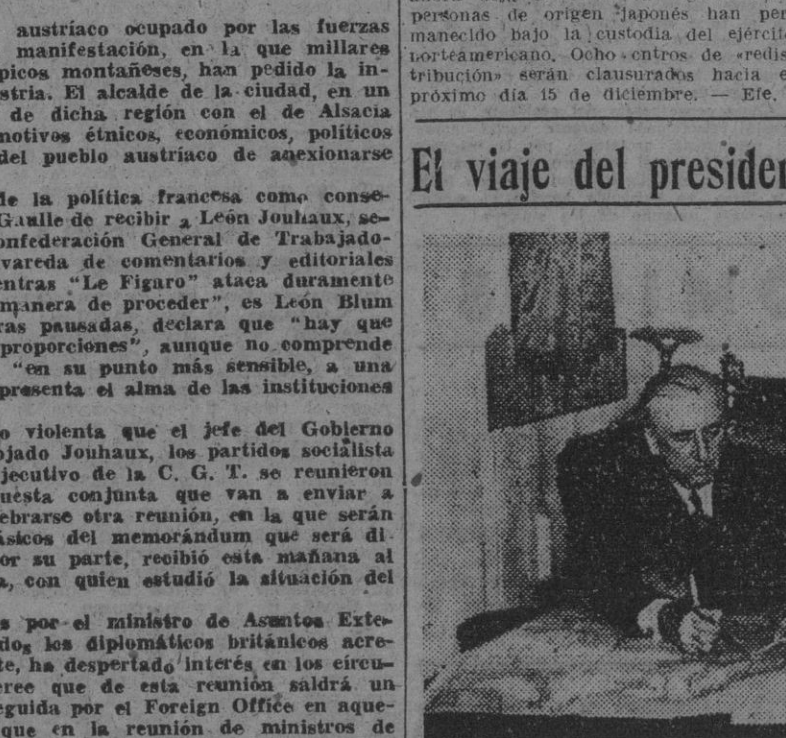 austríaco ocupado por las fuerzas
manifestación, en la que millares
picos montañeses, han pedido la in-
stria. El alcalde de la ciudad, en un
de dicha región con el de Alsacia
motivos étnicos, económicos, políticos
del pueblo austríaco de anexionarse
de la política francesa como conse-
Gaulle de recibir a León Jouhaux, se-
onfederación General de Trabajado-
vareda de comentarios y editoriales
entras "Le Figaro" ataca duramente
manera de proceder", es León Blum
ras pausadas, declara que "hay que
proporciones", aunque no comprende
"en su punto más sensible, a una
presenta el alma de las instituciones
o violenta que el jefe del Gobierno
ojado Jouhaux, los partidos socialista
jecutivo de la C. G. T. se reunieron
uesta conjunta que van a enviar a
ebrarse otra reunión, en la que serán
ásicos del memorándum que será di-
or su parte, recibió esta mañana al
a, con quien estudió la situación del
s por el ministro de Asuntos Exte-
dos los diplomáticos británicos acre-
te, ha despertado interés en los círcu-
eree que de esta reunión saldrá un
eguida por el Foreign Office en aque-
que en la reunión de ministros de
personas de origen japonés han per
manecido bajo la custodia del ejército
norteamericano. Ocho entros de «redis
tribución» serán clausurados hacia e
próximo día 15 de diciembre. — Efe.
El viaje del presiden